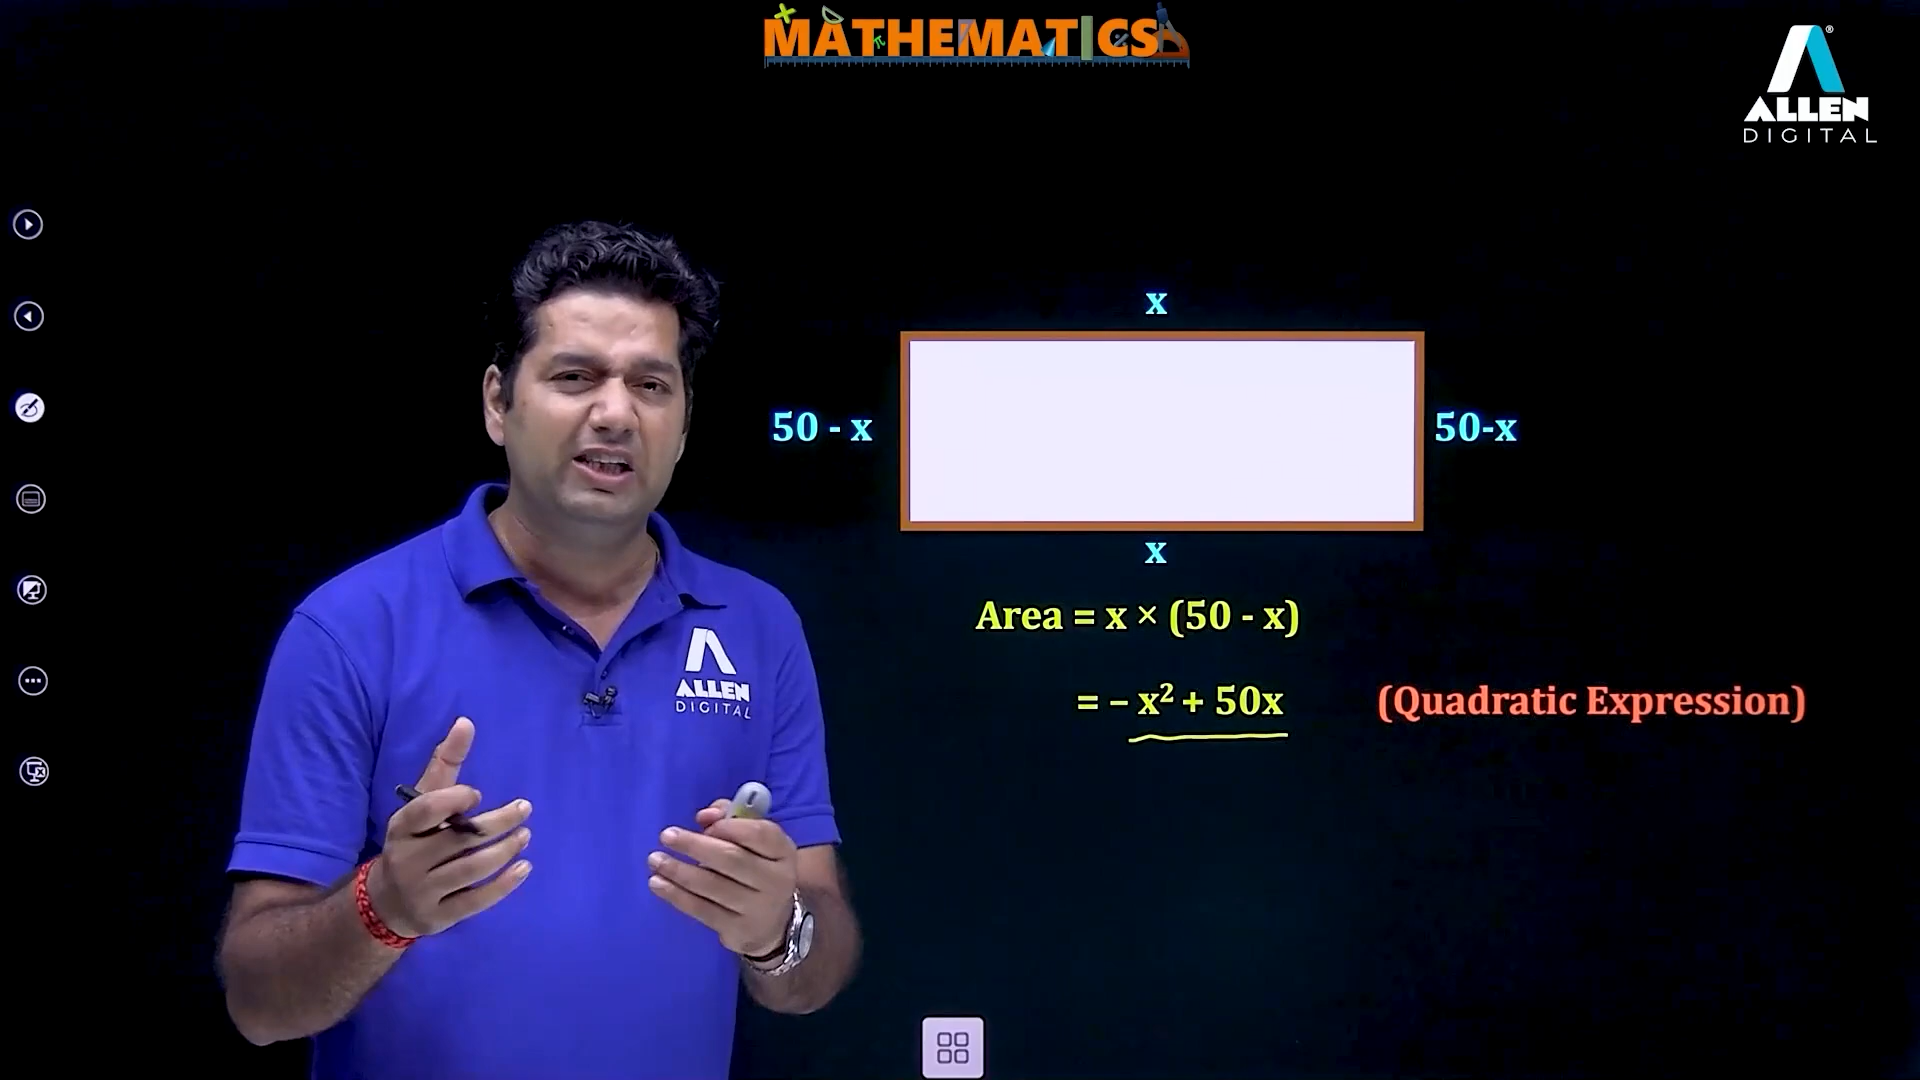 MATHEMATICS
ALLEN
DIGITAL
x
50 - x
50-x
x
Area = x × (50 - x)
= – x² + 50x
(Quadratic Expression)
ALLEN
DIGITAL